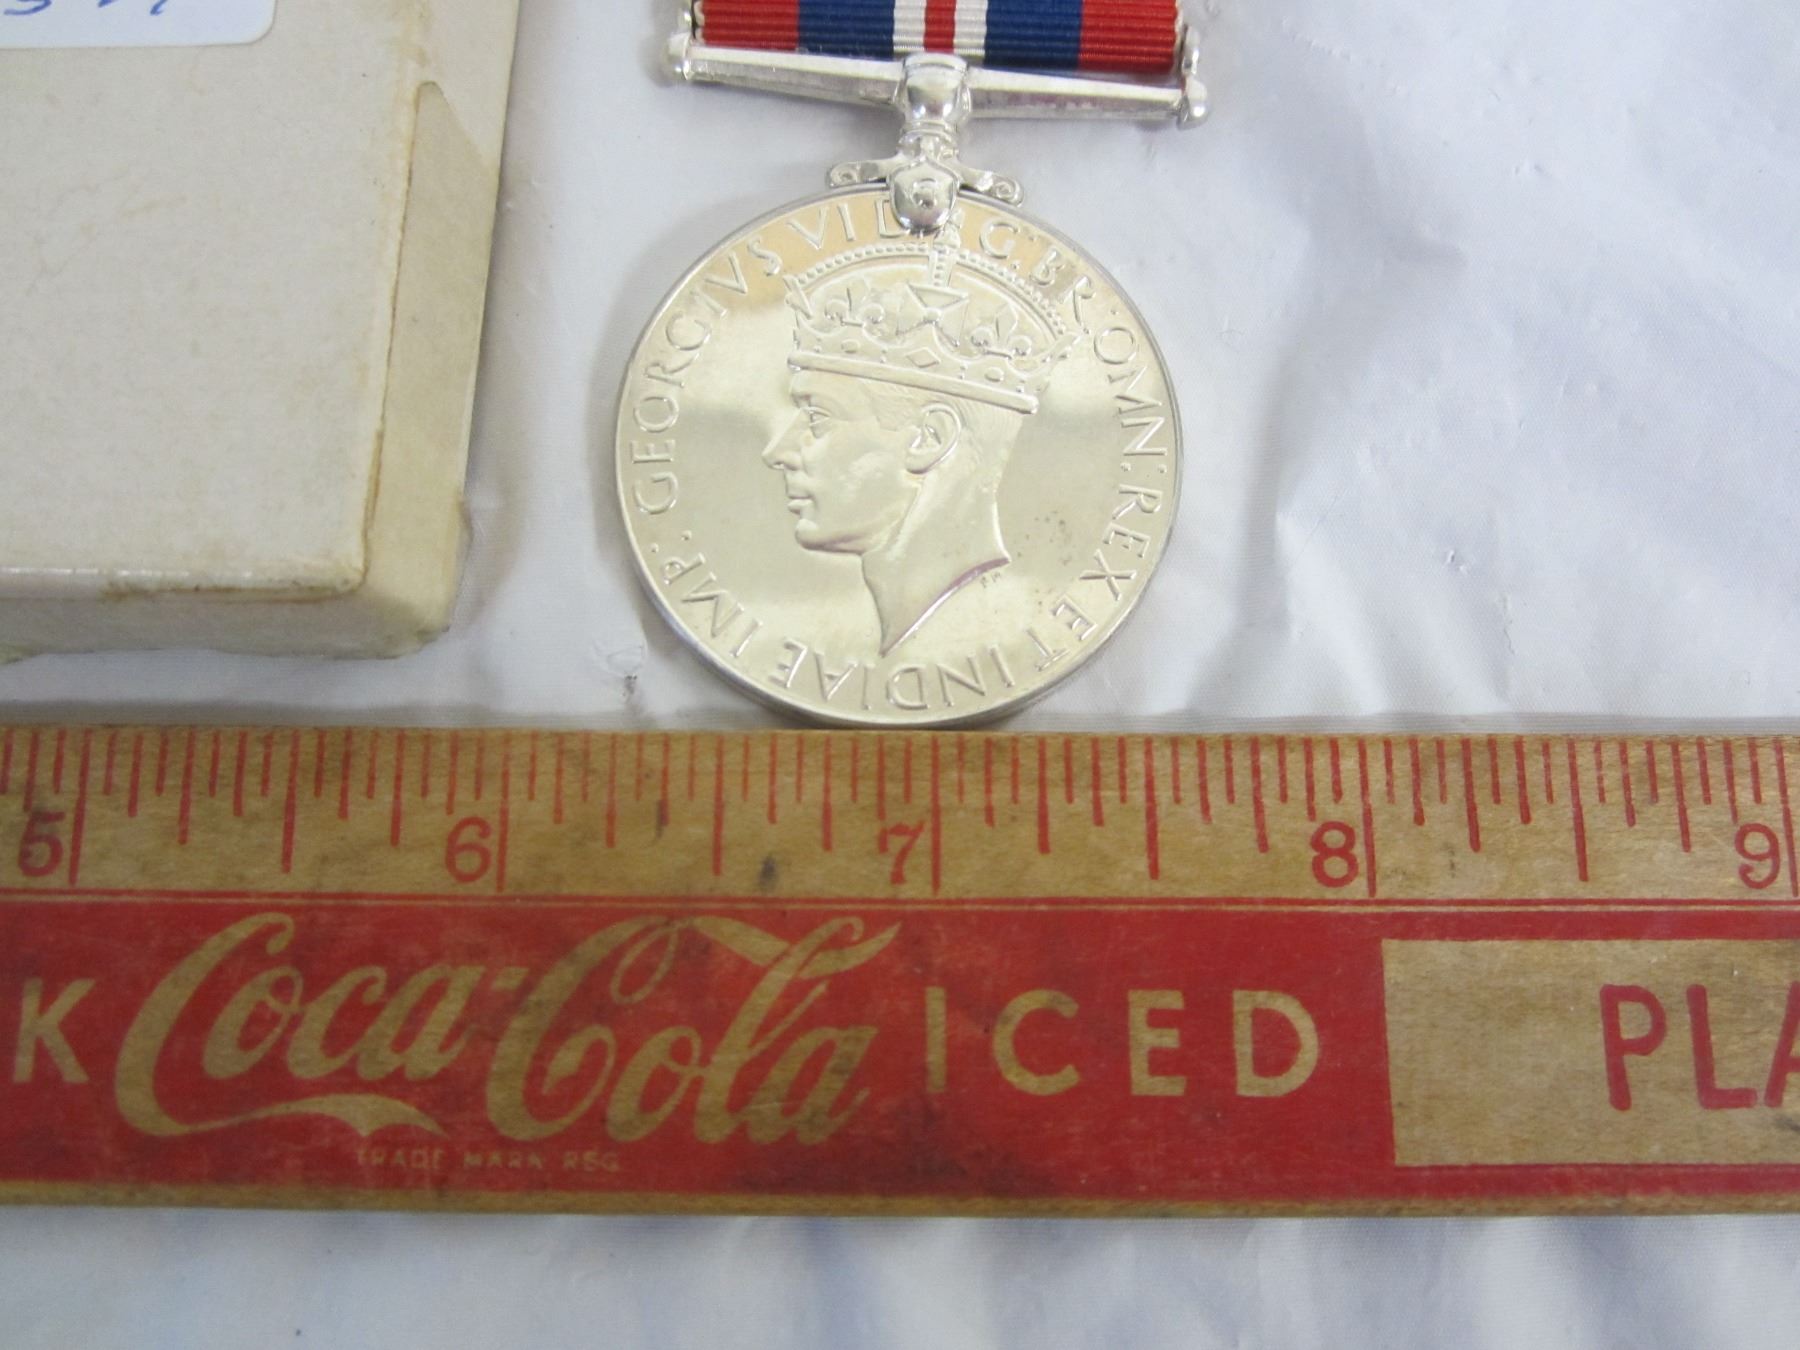 GEORGIVS VI D: G: BR: OMN: REX ET INDIAE IMP:
PM
5 6 7 8 9
K Coca-Cola ICED PLA
TRADE MARK REG